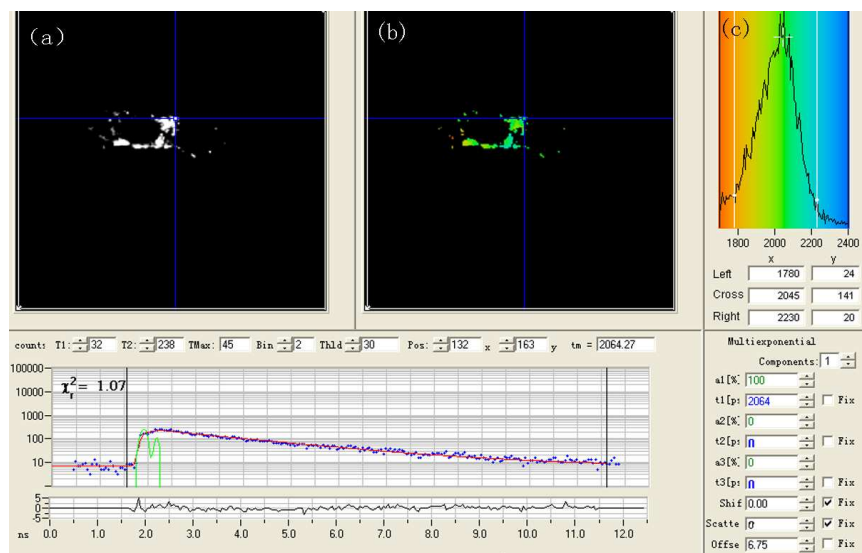 (a)
(b)
(c)
1800 2000 2200 2400
x y
Left 1780 24
Cross 2045 141
Right 2230 20
counts T1: 32 T2: 238 TMax: 45 Bin 2 Thld 30 Pos: 132 x 163 y tm = 2064.27
Multiexponential
Components: 1
a1[%] 100
t1[p: 2064 Fix
a2[%] 0
t2[p: 0 Fix
a3[%] 0
t3[p: 0 Fix
Shif 0.00 Fix
Scatte 0 Fix
Offse 6.75 Fix
100000
10000
1000
100
10
χr²= 1.07
5
0
-5
ns 0.0 1.0 2.0 3.0 4.0 5.0 6.0 7.0 8.0 9.0 10.0 11.0 12.0